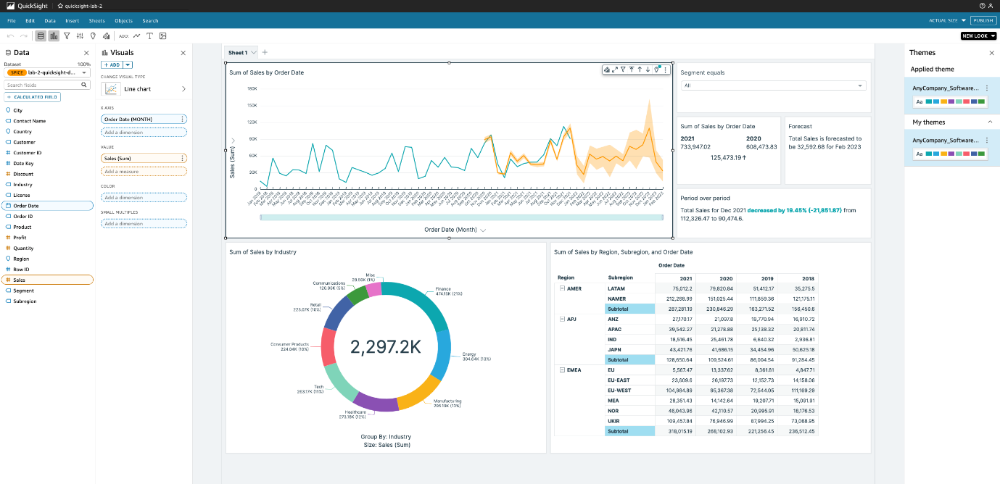 QuickSight
quicksight-lab-2
File Edit Data Insert Sheets Objects Search
ACTUAL SIZE
PUBLISH
ADD:
NEW LOOK
Data
Dataset 100%
SPICE lab-2-quicksight-d...
Search fields
+ CALCULATED FIELD
City
Contact Name
Country
Customer
Customer ID
Date Key
Discount
Industry
License
Order Date
Order ID
Product
Profit
Quantity
Region
Row ID
Sales
Segment
Subregion
Visuals
+ ADD
CHANGE VISUAL TYPE
Line chart
X AXIS
Order Date (MONTH)
Add a dimension
VALUE
Sales (Sum)
Add a measure
COLOR
Add a dimension
SMALL MULTIPLES
Add a dimension
Sheet 1
Sum of Sales by Order Date
180K
150K
120K
90K
60K
30K
0
Sales (Sum)
Order Date (Month)
Segment equals
All
Sum of Sales by Order Date
2021 2020
733,947.02 608,473.83
125,473.19
Forecast
Total Sales is forecasted to
be 32,592.68 for Feb 2023
Period over period
Total Sales for Dec 2021 decreased by 19.45% (-21,851.87) from
112,326.47 to 90,474.6.
Sum of Sales by Industry
Misc
28.59K (1%)
Communications
120.96K (5%)
Retail
223.07K (10%)
Consumer Products
224.04K (10%)
Tech
263.17K (11%)
Healthcare
273.18K (12%)
Finance
474.15K (21%)
Energy
304.64K (13%)
Manufacturing
295.19K (13%)
2,297.2K
Group By: Industry
Size: Sales (Sum)
Sum of Sales by Region, Subregion, and Order Date
Order Date
Region Subregion 2021 2020 2019 2018
AMER LATAM 75,012.2 79,820.84 51,412.17 35,275.5
NAMER 212,268.99 151,025.44 111,859.36 121,175.11
Subtotal 287,281.19 230,846.29 163,271.52 156,450.6
APJ ANZ 27,170.17 21,097.8 19,770.94 16,910.72
APAC 39,542.27 21,278.88 25,138.32 20,811.74
IND 18,516.45 25,461.78 6,640.32 2,936.81
JAPN 43,421.76 41,686.15 34,454.96 50,625.18
Subtotal 128,650.64 109,524.61 86,004.54 91,284.45
EMEA EU 5,567.47 13,337.62 8,361.81 4,847.71
EU-EAST 23,609.6 26,197.73 12,152.73 14,158.06
EU-WEST 104,984.89 95,367.38 72,544.05 111,169.29
MEA 28,351.43 14,142.64 19,207.71 15,091.91
NOR 46,043.96 42,110.57 20,995.91 18,176.53
UKIR 109,457.84 76,946.99 87,994.25 73,068.95
Subtotal 318,015.19 268,102.93 221,256.45 236,512.45
Themes
Applied theme
AnyCompany_Software...
Aa
My themes
AnyCompany_Software...
Aa